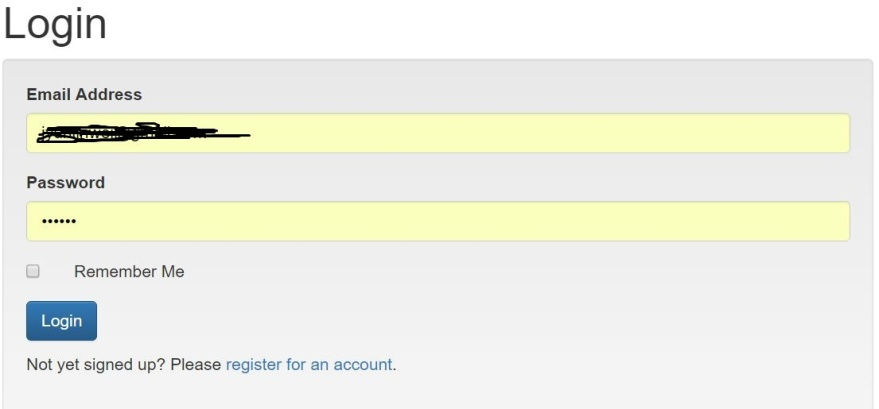 Login
Email Address
Password
••••••
Remember Me
Login
Not yet signed up? Please register for an account.